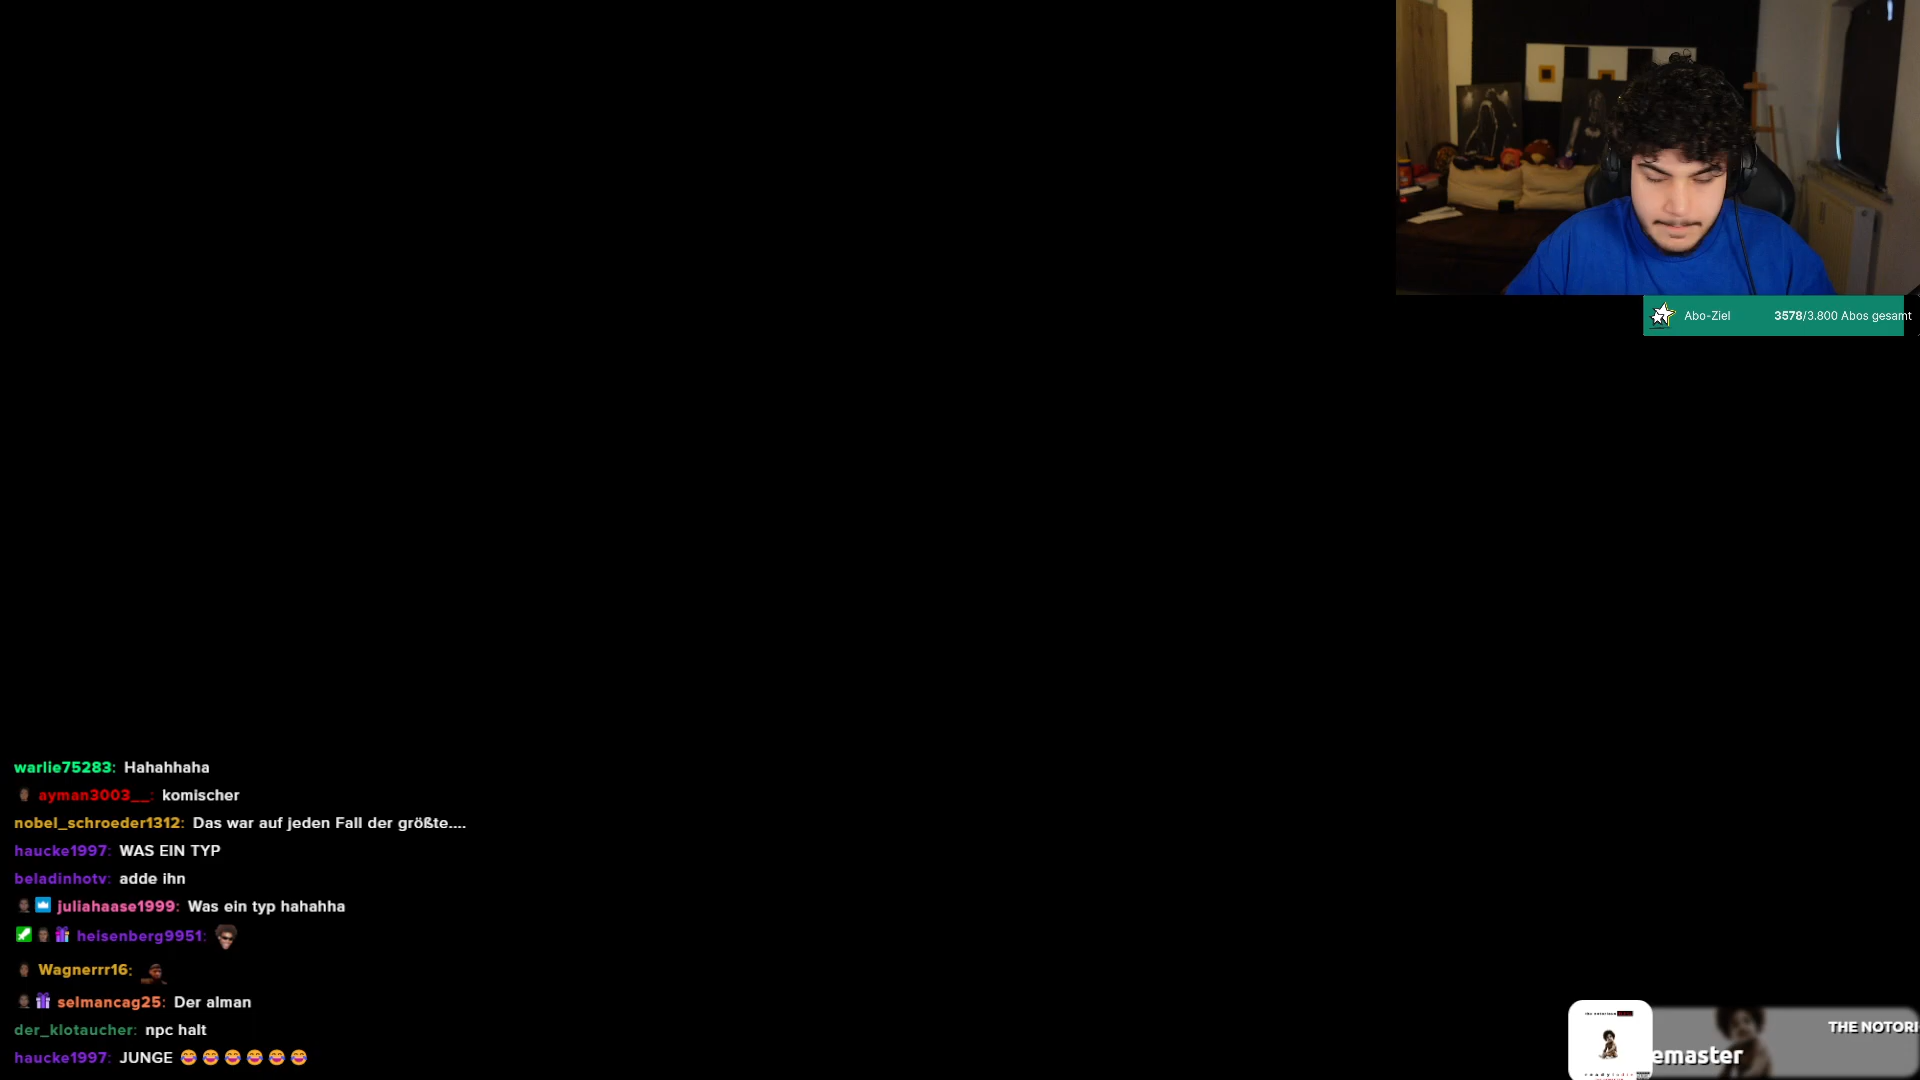 Abo-Ziel 3578/3.800 Abos gesamt
warlie75283: Hahahhaha
ayman3003__: komischer
nobel_schroeder1312: Das war auf jeden Fall der größte....
haucke1997: WAS EIN TYP
beladinhotv: adde ihn
juliahaase1999: Was ein typ hahahha
heisenberg9951:
Wagnerrr16:
selmancag25: Der alman
der_klotaucher: npc halt
haucke1997: JUNGE 😂😂😂😂😂😂
THE NOTORI
emaster